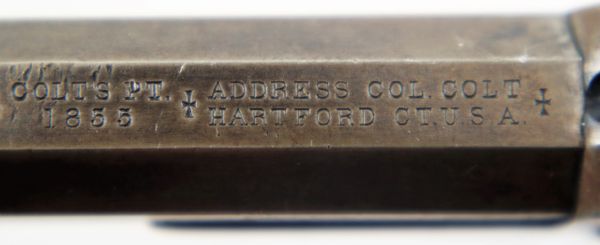 COLT'S PT.
1855
ADDRESS COL. COLT
HARTFORD CT. U.S.A.